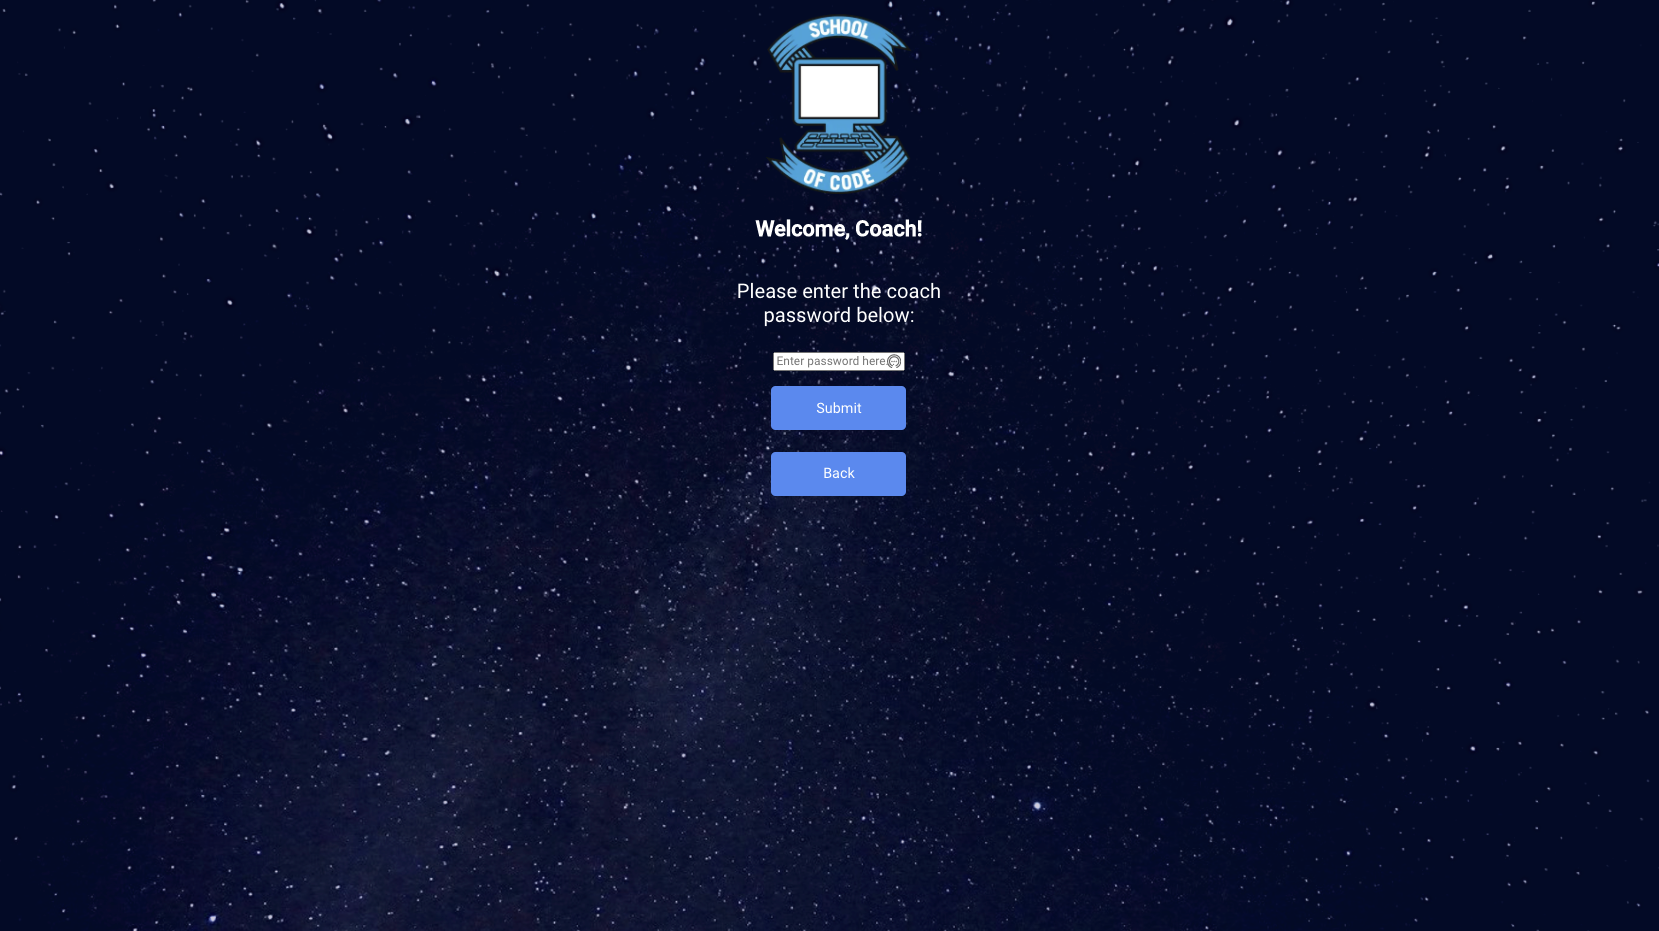 SCHOOL
OF CODE
Welcome, Coach!
Please enter the coach
password below:
Enter password here
Submit
Back